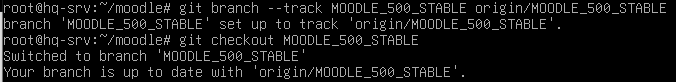 root@hq-srv:~/moodle# git branch --track MOODLE_500_STABLE origin/MOODLE_500_STABLE
branch 'MOODLE_500_STABLE' set up to track 'origin/MOODLE_500_STABLE'.
root@hq-srv:~/moodle# git checkout MOODLE_500_STABLE
Switched to branch 'MOODLE_500_STABLE'
Your branch is up to date with 'origin/MOODLE_500_STABLE'.